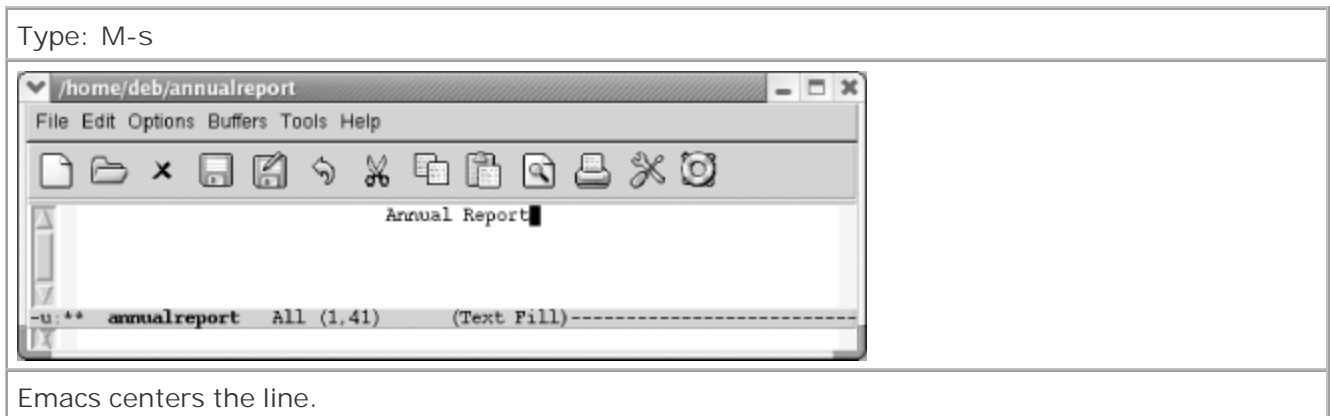 Type: M-s
/home/deb/annualreport
File Edit Options Buffers Tools Help
Annual Report
-u:** annualreport All (1,41) (Text Fill)--------------------------
Emacs centers the line.